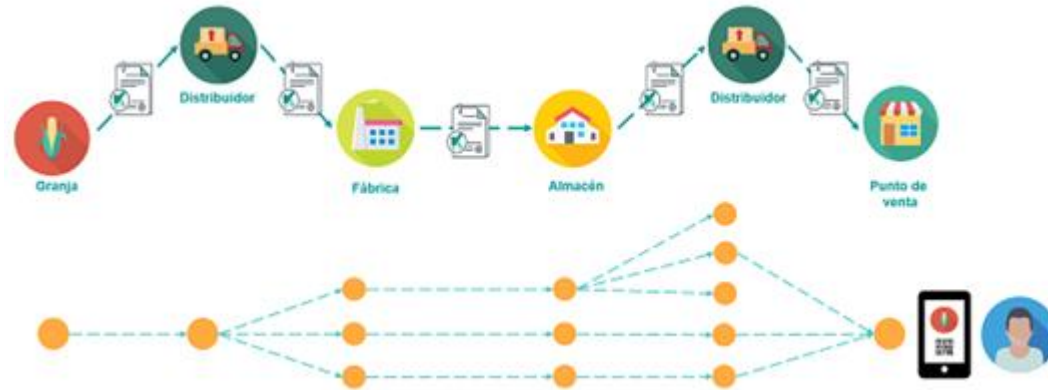 Distribuidor
Distribuidor
Granja
Fábrica
Almacén
Punto de
venta